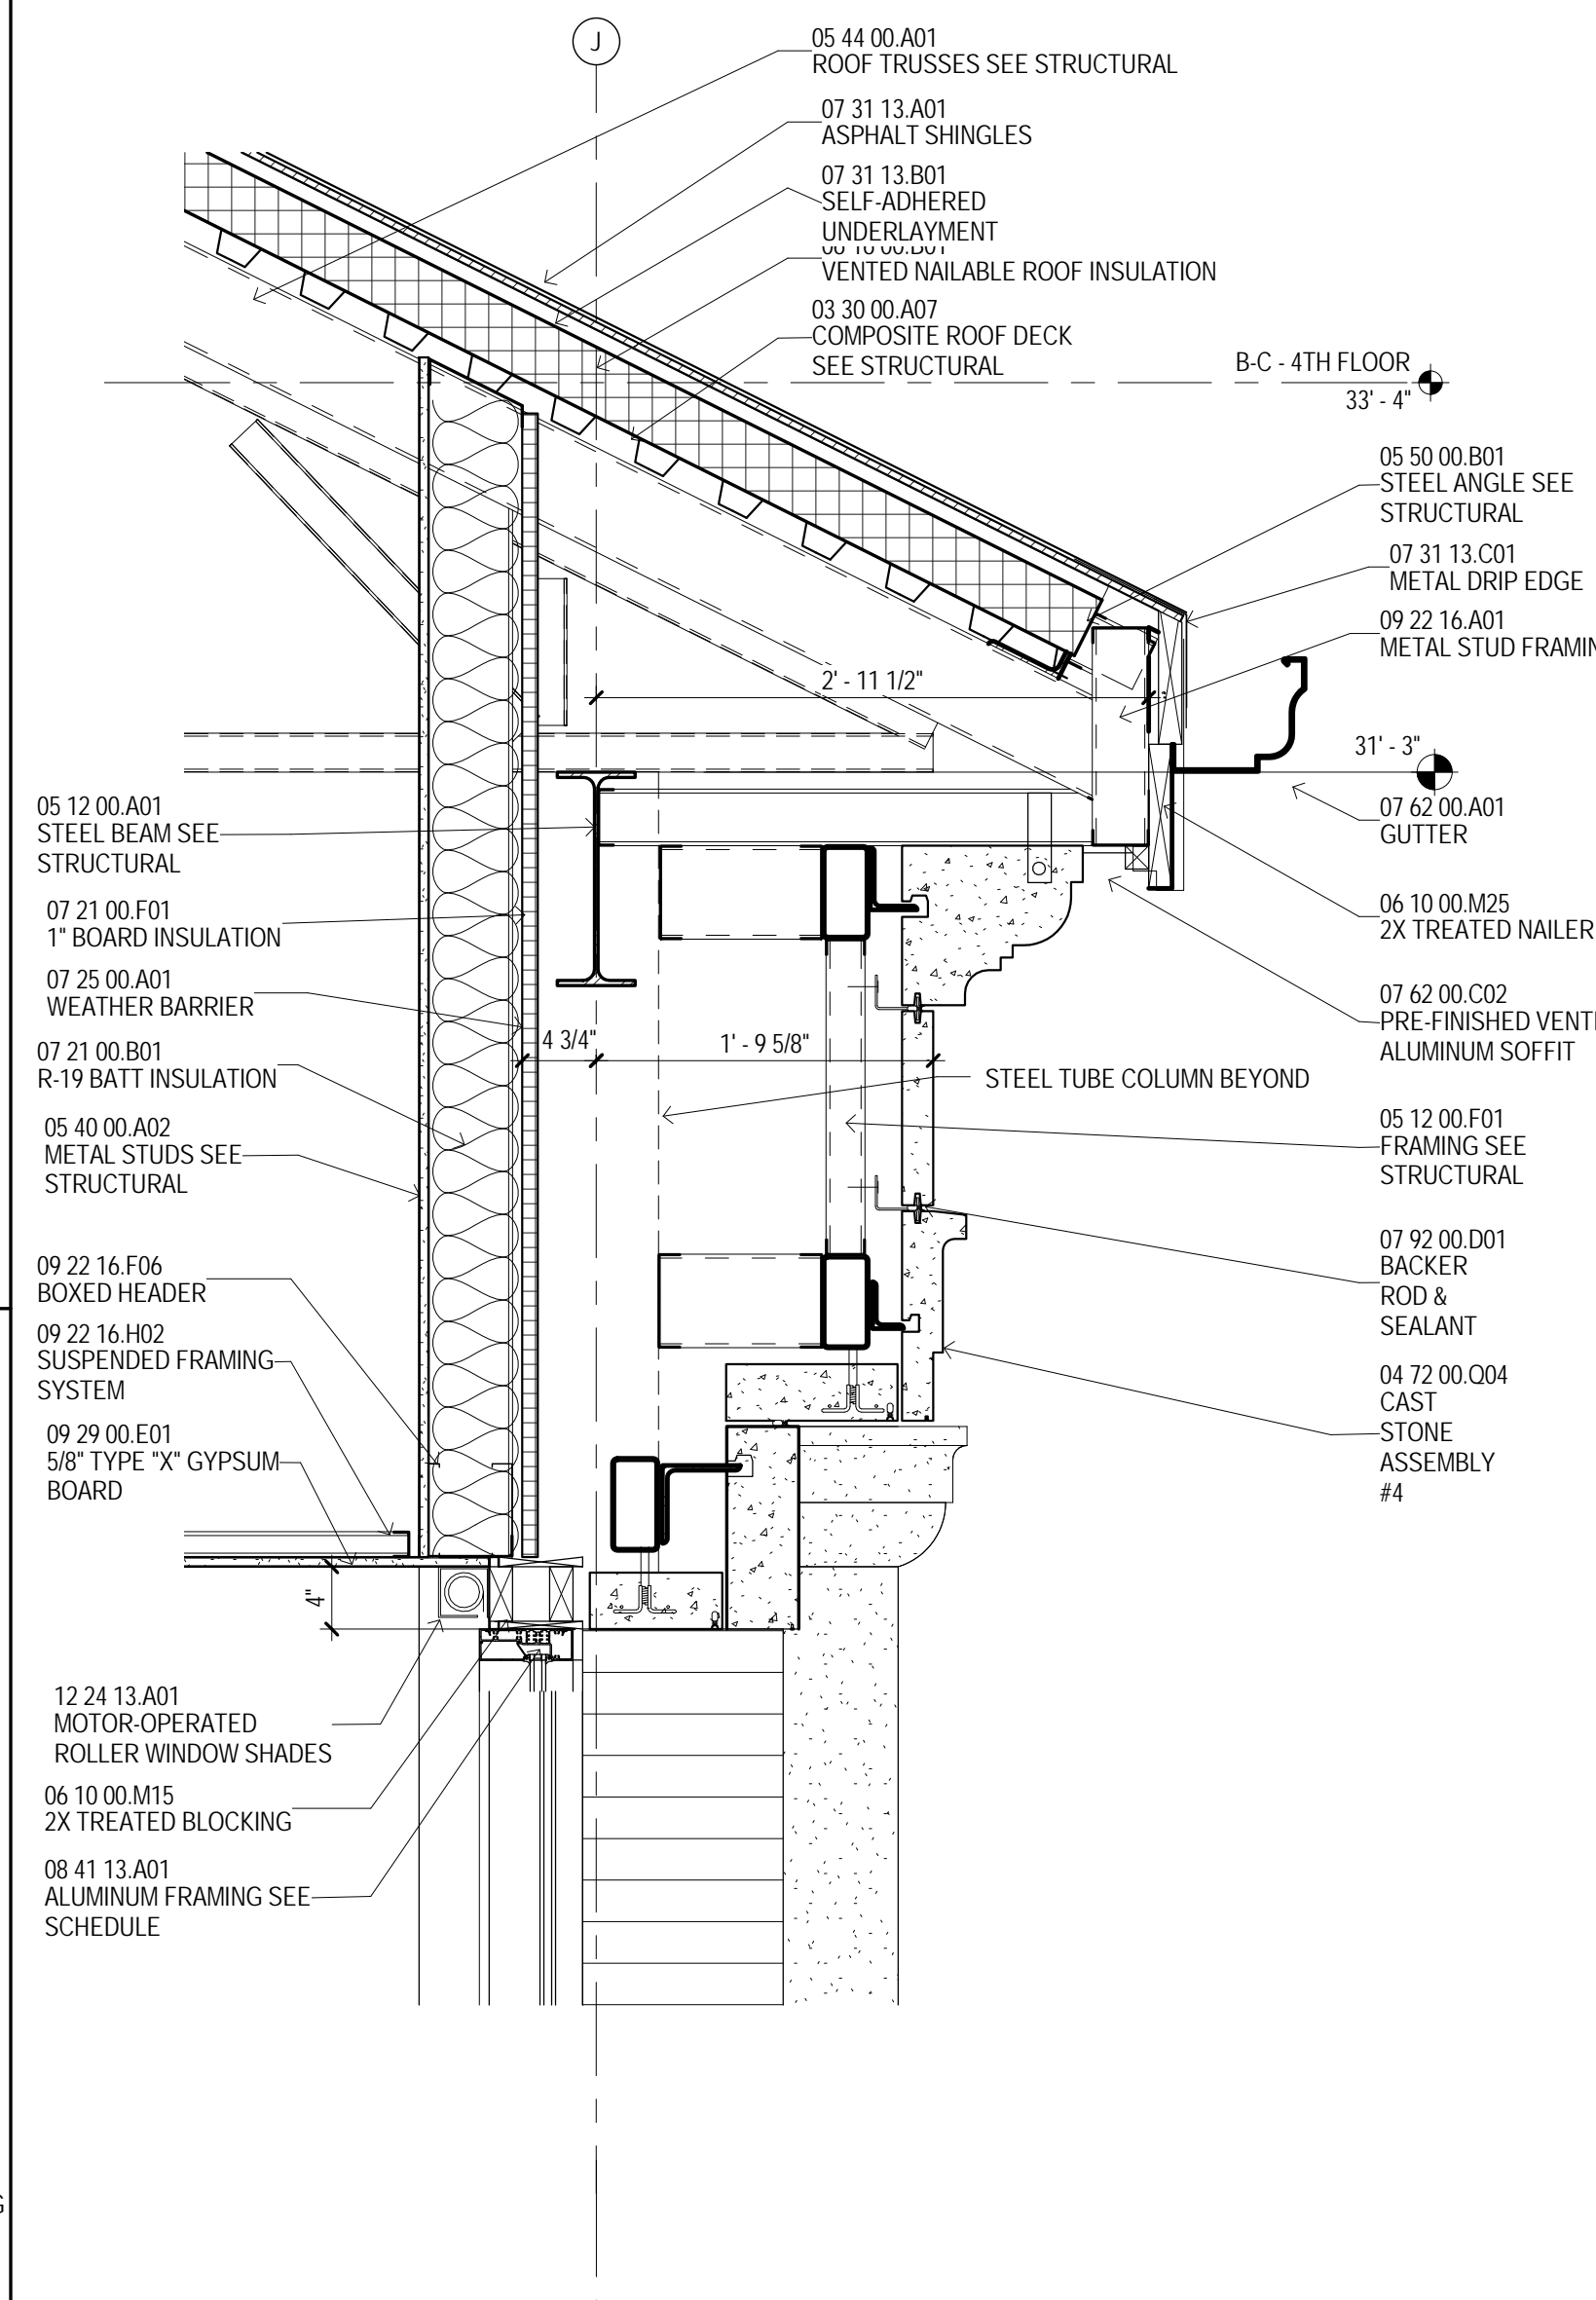 J
05 44 00.A01
ROOF TRUSSES SEE STRUCTURAL
07 31 13.A01
ASPHALT SHINGLES
07 31 13.B01
SELF-ADHERED
UNDERLAYMENT
VENTED NAILABLE ROOF INSULATION
03 30 00.A07
COMPOSITE ROOF DECK
SEE STRUCTURAL
B-C - 4TH FLOOR
33' - 4"
05 50 00.B01
STEEL ANGLE SEE
STRUCTURAL
07 31 13.C01
METAL DRIP EDGE
09 22 16.A01
METAL STUD FRAMIN
2' - 11 1/2"
31' - 3"
07 62 00.A01
GUTTER
06 10 00.M25
2X TREATED NAILER
07 62 00.C02
PRE-FINISHED VENT
ALUMINUM SOFFIT
05 12 00.A01
STEEL BEAM SEE
STRUCTURAL
07 21 00.F01
1" BOARD INSULATION
07 25 00.A01
WEATHER BARRIER
4 3/4"
1' - 9 5/8"
07 21 00.B01
R-19 BATT INSULATION
STEEL TUBE COLUMN BEYOND
05 40 00.A02
METAL STUDS SEE
STRUCTURAL
05 12 00.F01
FRAMING SEE
STRUCTURAL
09 22 16.F06
BOXED HEADER
07 92 00.D01
BACKER
ROD &
SEALANT
09 22 16.H02
SUSPENDED FRAMING
SYSTEM
04 72 00.Q04
CAST
STONE
ASSEMBLY
#4
09 29 00.E01
5/8" TYPE "X" GYPSUM
BOARD
4"
12 24 13.A01
MOTOR-OPERATED
ROLLER WINDOW SHADES
06 10 00.M15
2X TREATED BLOCKING
08 41 13.A01
ALUMINUM FRAMING SEE
SCHEDULE